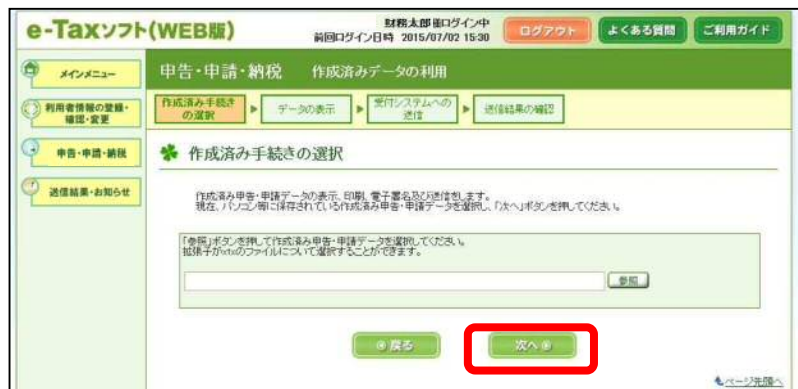 e-Taxソフト(WEB版)
財務太郎 様ログイン中
前回ログイン日時 2015/07/02 15:30
ログアウト
よくある質問
ご利用ガイド
メインメニュー
利用者情報の登録・
確認・変更
申告・申請・納税
送信結果・お知らせ
申告・申請・納税 作成済みデータの利用
作成済み手続き
の選択
データの表示
受付システムへの
送信
送信結果の確認
作成済み手続きの選択
作成済み申告・申請データの表示、印刷、電子署名及び送信をします。
現在、パソコン等に保存されている作成済み申告・申請データを選択し、「次へ」ボタンを押してください。
「参照」ボタンを押して作成済み申告・申請データを選択してください。
拡張子がxtxのファイルについて選択することができます。
参照
戻る
次へ
ページ先頭へ